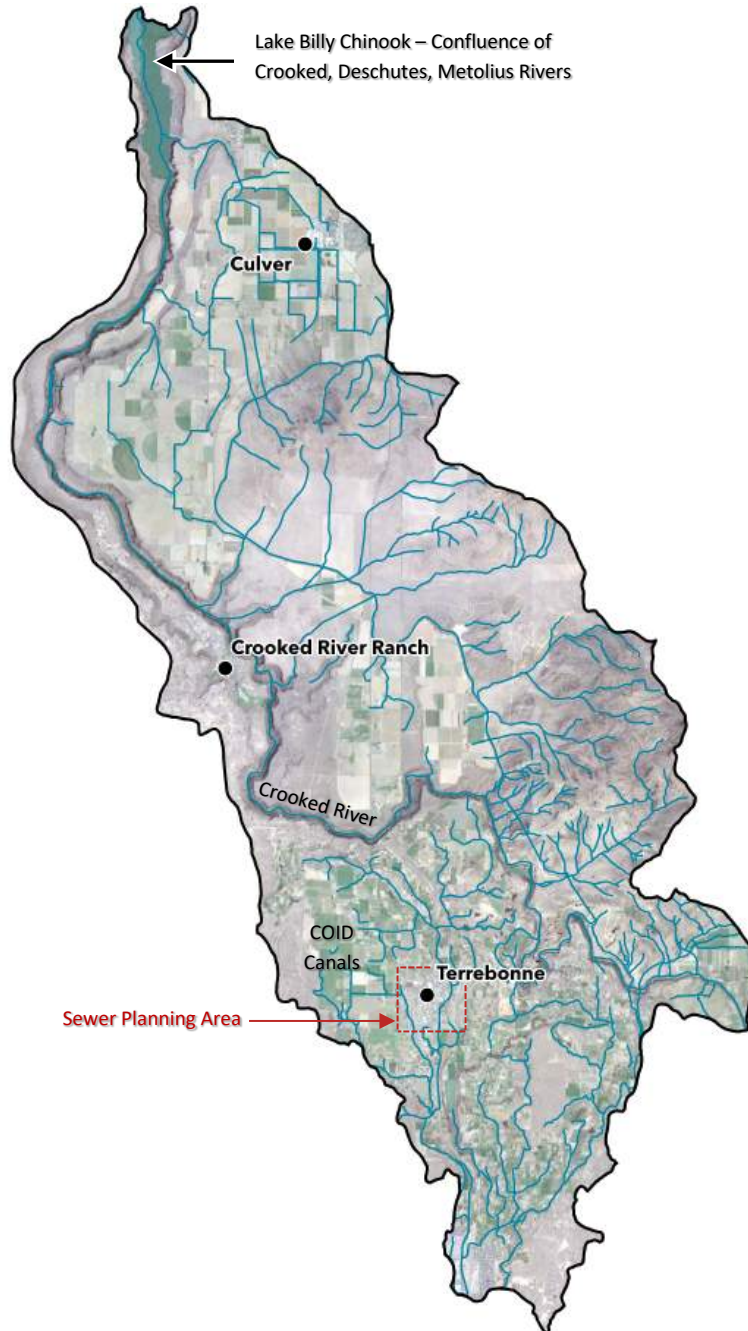 Lake Billy Chinook – Confluence of
Crooked, Deschutes, Metolius Rivers
Culver
Crooked River Ranch
Crooked River
COID
Canals
Terrebonne
Sewer Planning Area